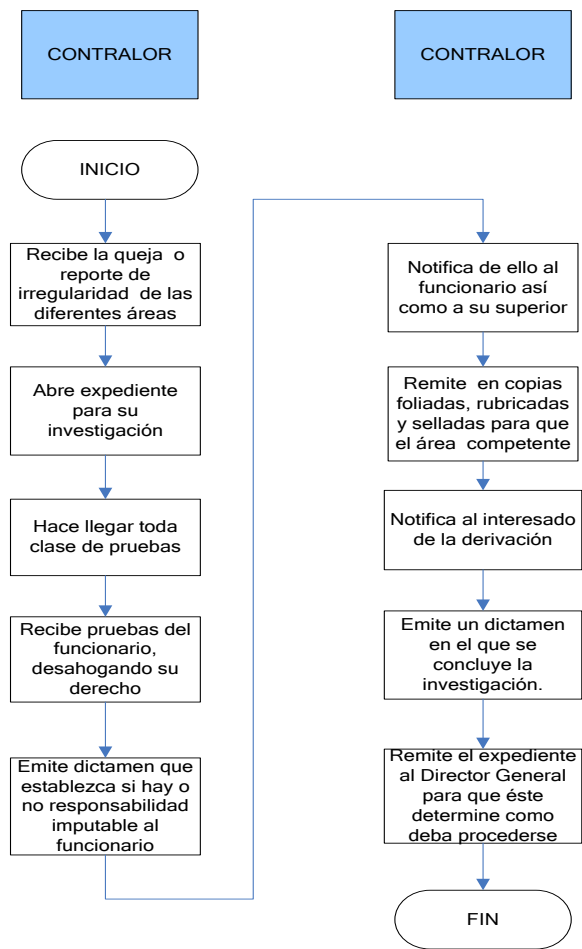 CONTRALOR
INICIO
Recibe la queja o
reporte de
irregularidad de las
diferentes áreas
Abre expediente
para su
investigación
Hace llegar toda
clase de pruebas
Recibe pruebas del
funcionario,
desahogando su
derecho
Emite dictamen que
establezca si hay o
no responsabilidad
imputable al
funcionario
CONTRALOR
Notifica de ello al
funcionario así
como a su superior
Remite en copias
foliadas, rubricadas
y selladas para que
el área competente
Notifica al interesado
de la derivación
Emite un dictamen
en el que se
concluye la
investigación.
Remite el expediente
al Director General
para que éste
determine como
deba procederse
FIN